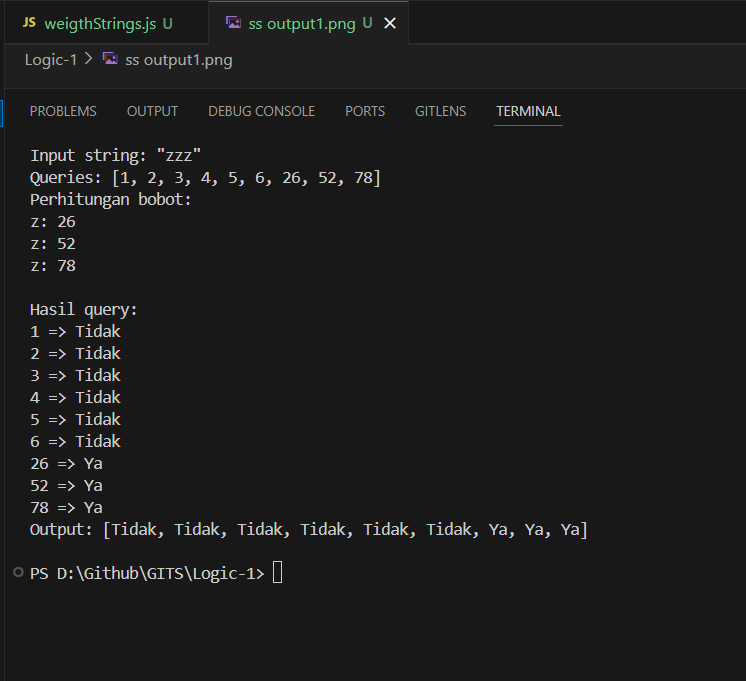 JS weigthStrings.js U ss output1.png U
Logic-1 > ss output1.png
PROBLEMS OUTPUT DEBUG CONSOLE PORTS GITLENS TERMINAL
Input string: "zzz"
Queries: [1, 2, 3, 4, 5, 6, 26, 52, 78]
Perhitungan bobot:
z: 26
z: 52
z: 78
Hasil query:
1 => Tidak
2 => Tidak
3 => Tidak
4 => Tidak
5 => Tidak
6 => Tidak
26 => Ya
52 => Ya
78 => Ya
Output: [Tidak, Tidak, Tidak, Tidak, Tidak, Tidak, Ya, Ya, Ya]
PS D:\Github\GITS\Logic-1>